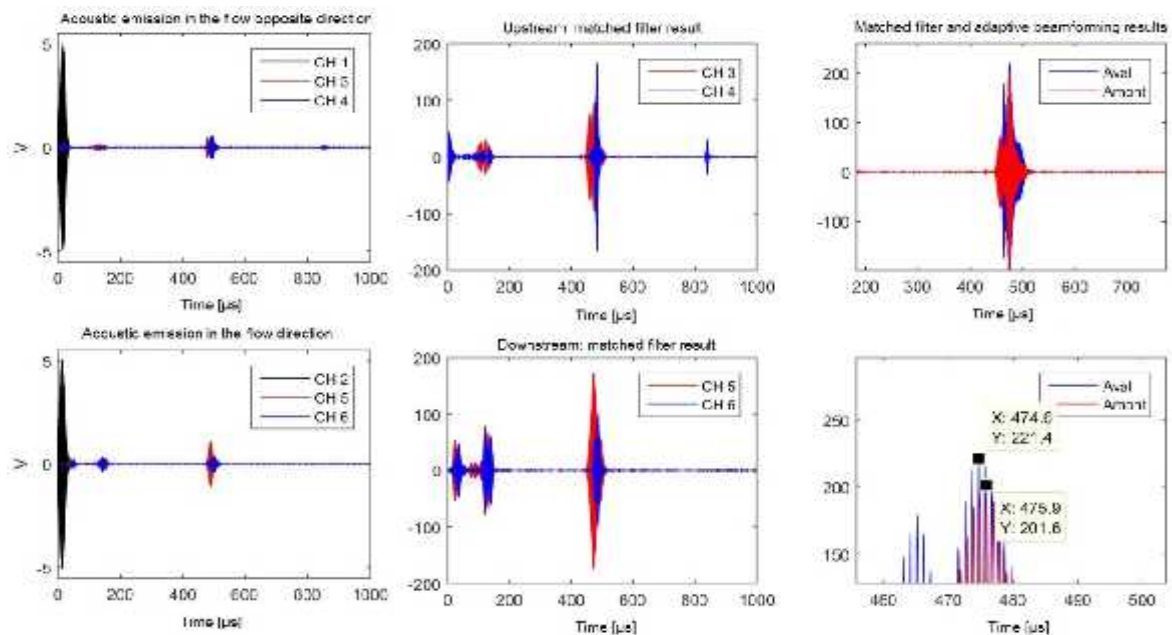 Acoustic emission in the flow opposite direction
5
0
-5
V
CH 1
CH 3
CH 4
0 200 400 600 800 1000
Time [µs]
Upstream: matched filter result
200
100
0
-100
-200
CH 3
CH 4
0 200 400 600 800 1000
Time [µs]
Matched filter and adaptive beamforming results
200
100
0
-100
Aval
Amont
200 300 400 500 600 700
Time [µs]
Acoustic emission in the flow direction
5
0
-5
V
CH 2
CH 5
CH 6
0 200 400 600 800 1000
Time [µs]
Downstream: matched filter result
200
100
0
-100
-200
CH 5
CH 6
0 200 400 600 800 1000
Time [µs]
250
200
150
Aval
Amont
X: 474.6
Y: 221.4
X: 475.9
Y: 201.6
460 470 480 490 500
Time [µs]